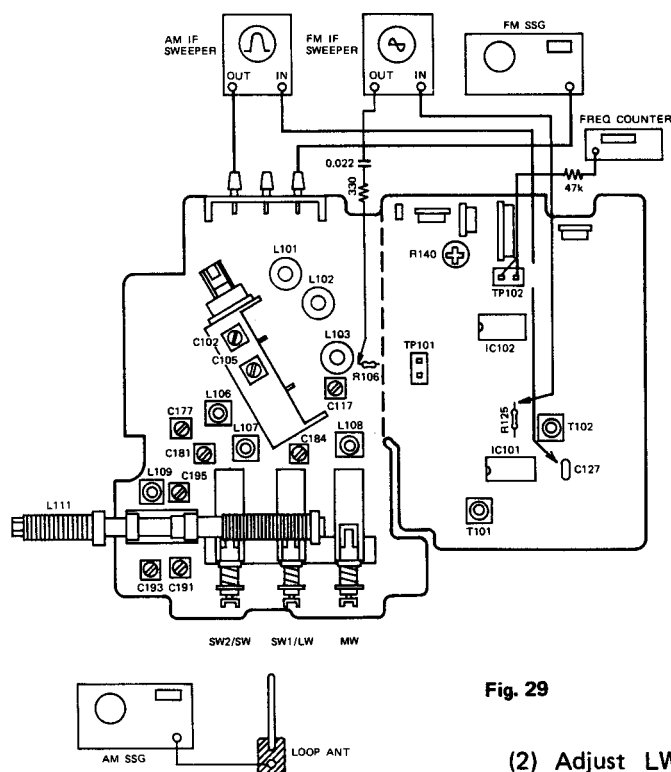 AM IF SWEEPER
OUT IN
FM IF SWEEPER
OUT IN
FM SSG
FREQ COUNTER
0.022
330
47k
L101
L102
R140
TP102
C102
C105
L103
R106
TP101
IC102
C117
L106
C177
L107
C184
L108
R125
T102
C181
L109
C195
IC101
C127
L111
T101
C193
C191
SW2/SW SW1/LW MW
Fig. 29
AM SSG
LOOP ANT
(2) Adjust LW